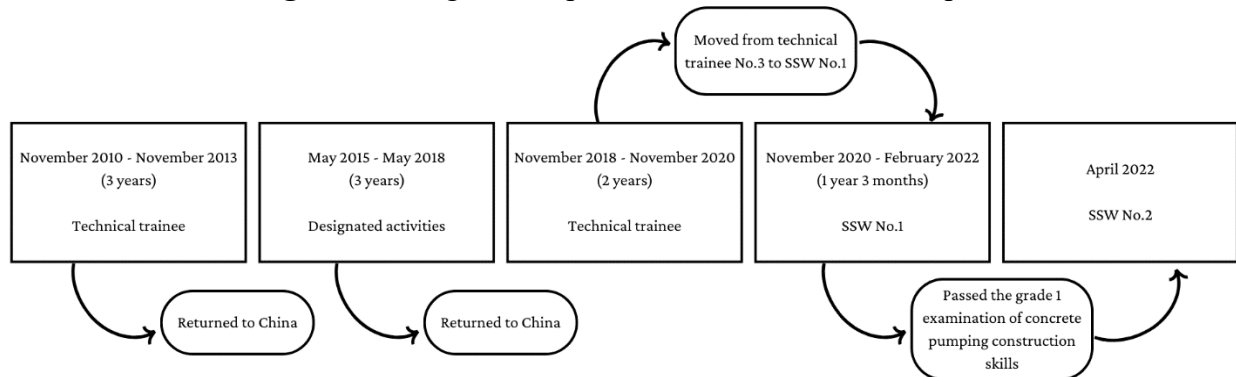 Moved from technical
trainee No.3 to SSW No.1
November 2010 - November 2013
(3 years)
Technical trainee
May 2015 - May 2018
(3 years)
Designated activities
November 2018 - November 2020
(2 years)
Technical trainee
November 2020 - February 2022
(1 year 3 months)
SSW No.1
April 2022
SSW No.2
Returned to China
Returned to China
Passed the grade 1
examination of concrete
pumping construction
skills